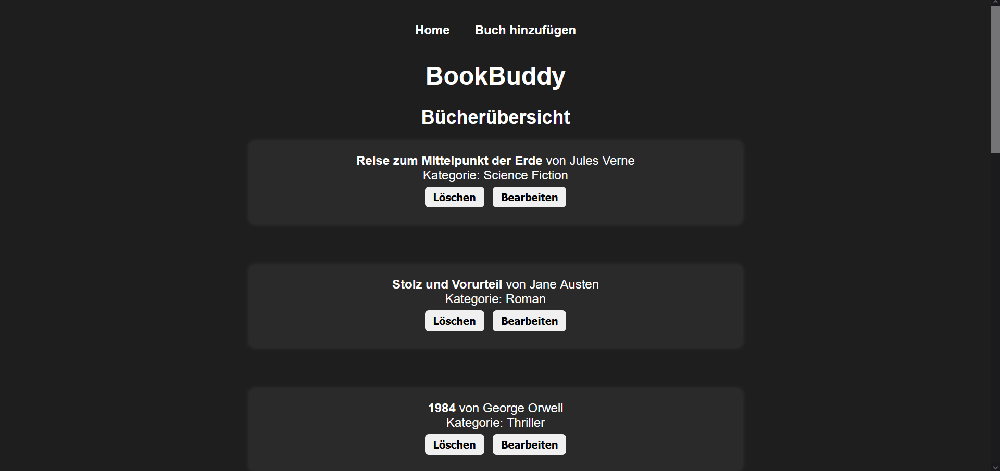 Home Buch hinzufügen
BookBuddy
Bücherübersicht
Reise zum Mittelpunkt der Erde von Jules Verne
Kategorie: Science Fiction
Löschen Bearbeiten
Stolz und Vorurteil von Jane Austen
Kategorie: Roman
Löschen Bearbeiten
1984 von George Orwell
Kategorie: Thriller
Löschen Bearbeiten